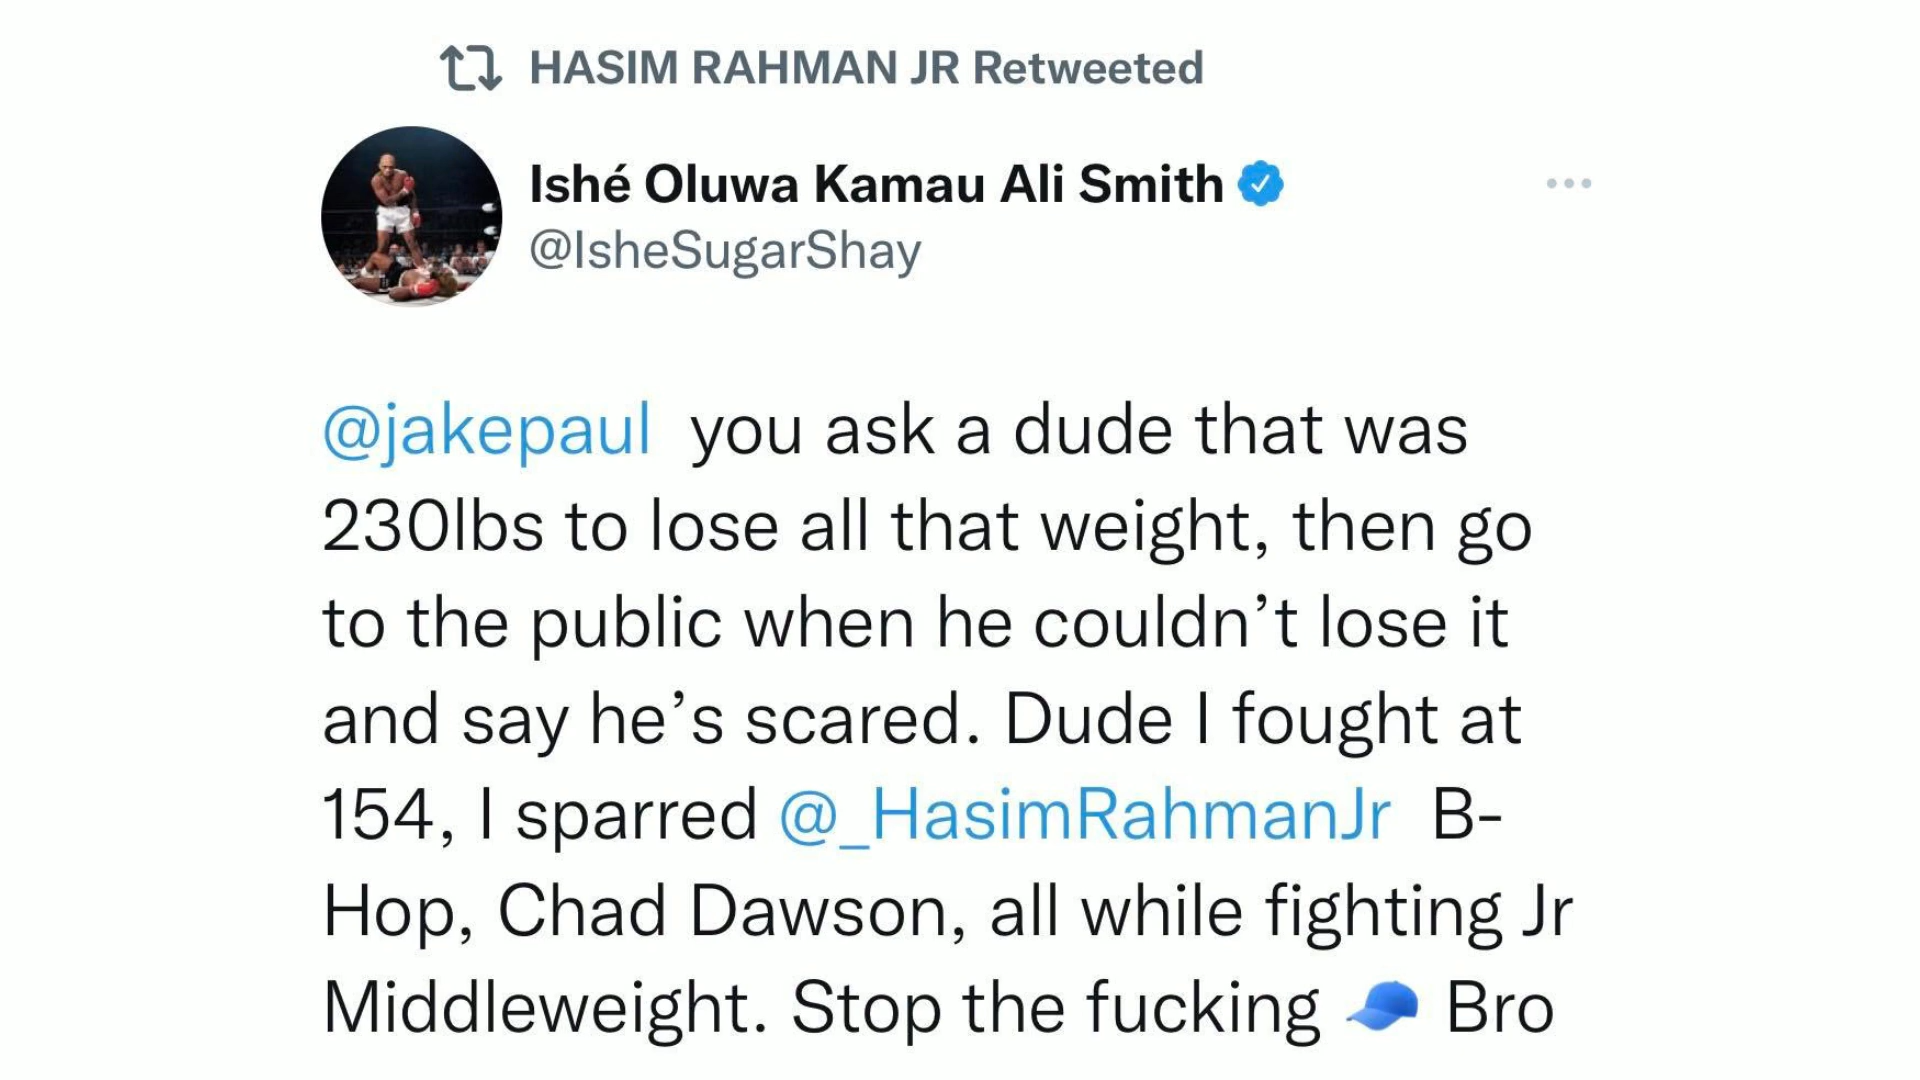 HASIM RAHMAN JR Retweeted
Ishé Oluwa Kamau Ali Smith
@IsheSugarShay
@jakepaul you ask a dude that was
230lbs to lose all that weight, then go
to the public when he couldn’t lose it
and say he’s scared. Dude I fought at
154, I sparred @_HasimRahmanJr B-
Hop, Chad Dawson, all while fighting Jr
Middleweight. Stop the fucking 🧢 Bro